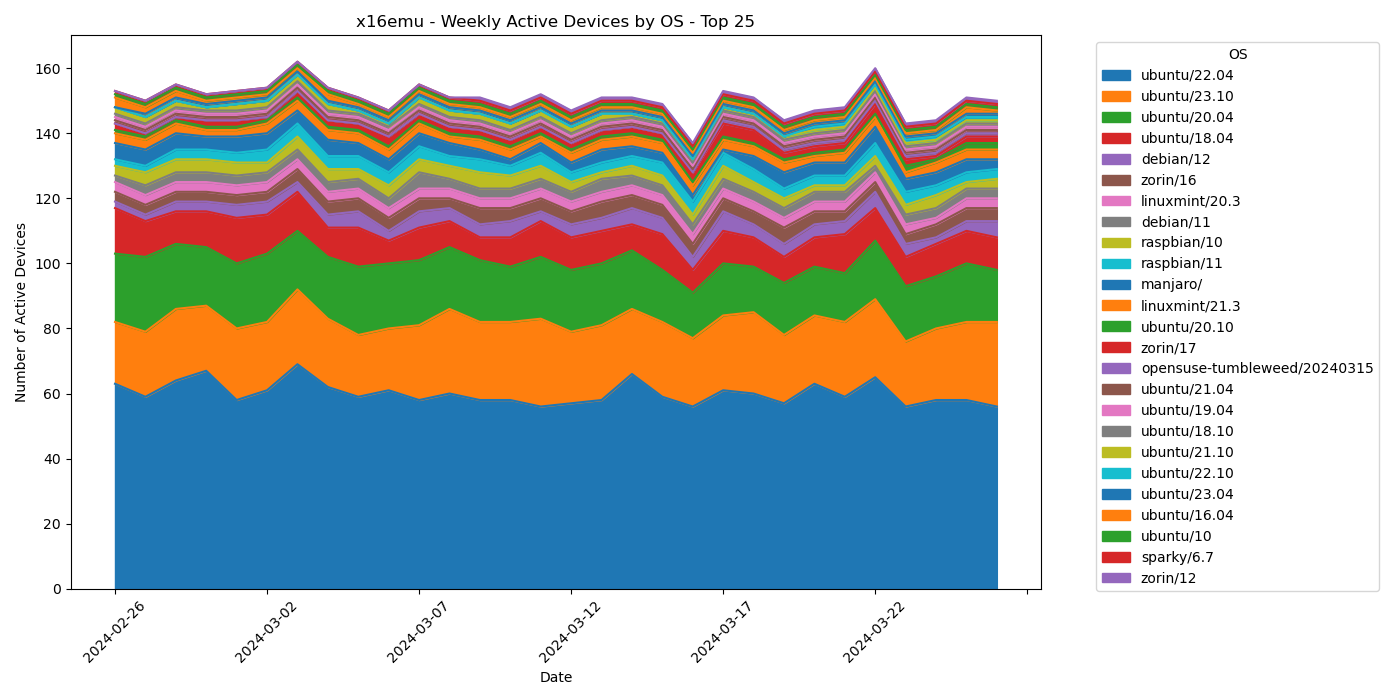 x16emu - Weekly Active Devices by OS - Top 25
Number of Active Devices
160
140
120
100
80
60
40
20
0
2024-02-26
2024-03-02
2024-03-07
2024-03-12
2024-03-17
2024-03-22
Date
OS
ubuntu/22.04
ubuntu/23.10
ubuntu/20.04
ubuntu/18.04
debian/12
zorin/16
linuxmint/20.3
debian/11
raspbian/10
raspbian/11
manjaro/
linuxmint/21.3
ubuntu/20.10
zorin/17
opensuse-tumbleweed/20240315
ubuntu/21.04
ubuntu/19.04
ubuntu/18.10
ubuntu/21.10
ubuntu/22.10
ubuntu/23.04
ubuntu/16.04
ubuntu/10
sparky/6.7
zorin/12